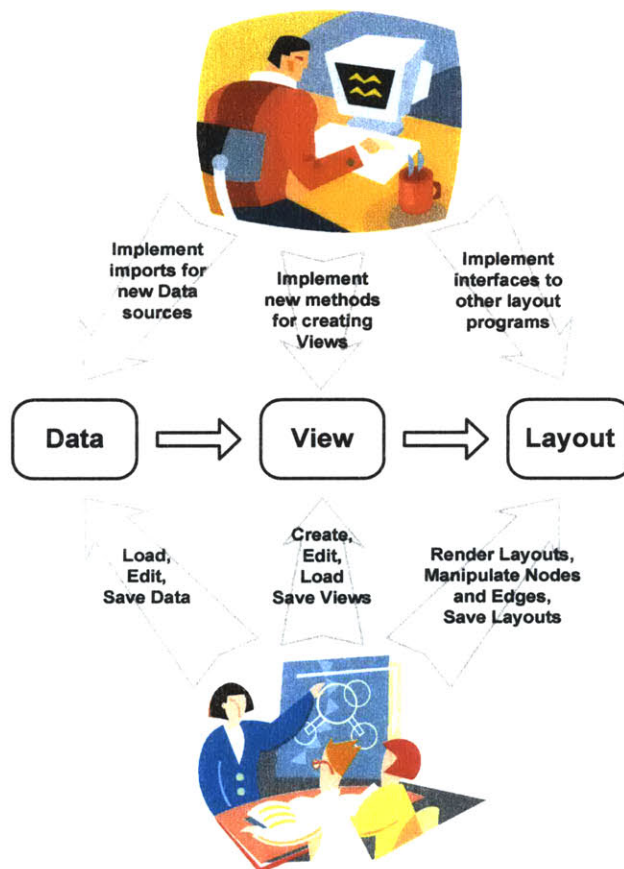 Implement
imports for
new Data
sources
Implement
new methods
for creating
Views
Implement
interfaces to
other layout
programs
Data
View
Layout
Load,
Edit,
Save Data
Create,
Edit,
Load
Save Views
Render Layouts,
Manipulate Nodes
and Edges,
Save Layouts